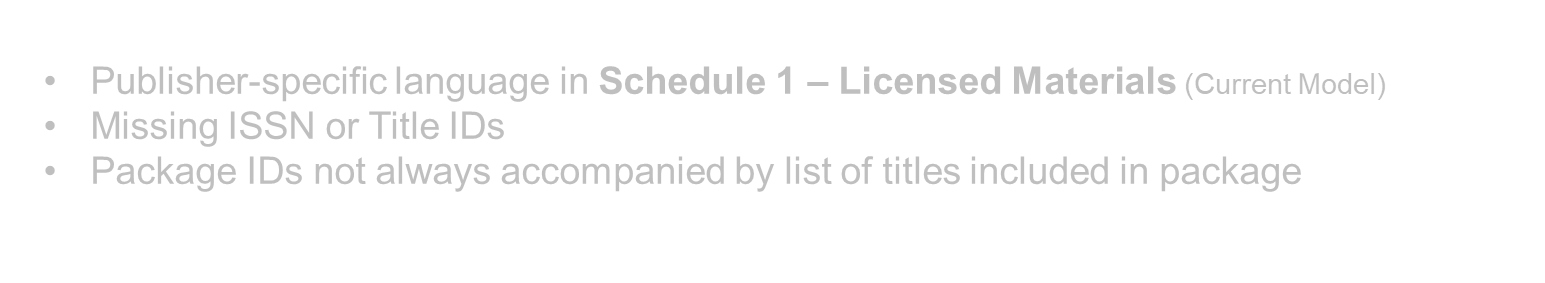 • Publisher-specific language in Schedule 1 – Licensed Materials (Current Model)
• Missing ISSN or Title IDs
• Package IDs not always accompanied by list of titles included in package